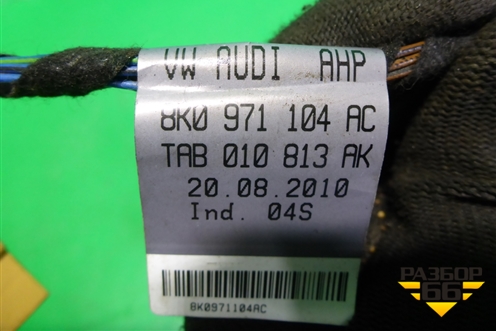 VW AUDI AHP
8K0 971 104 AC
TAB 010 813 AK
20.08.2010
Ind. 04S
8K0971104AC
РАЗБОР
66